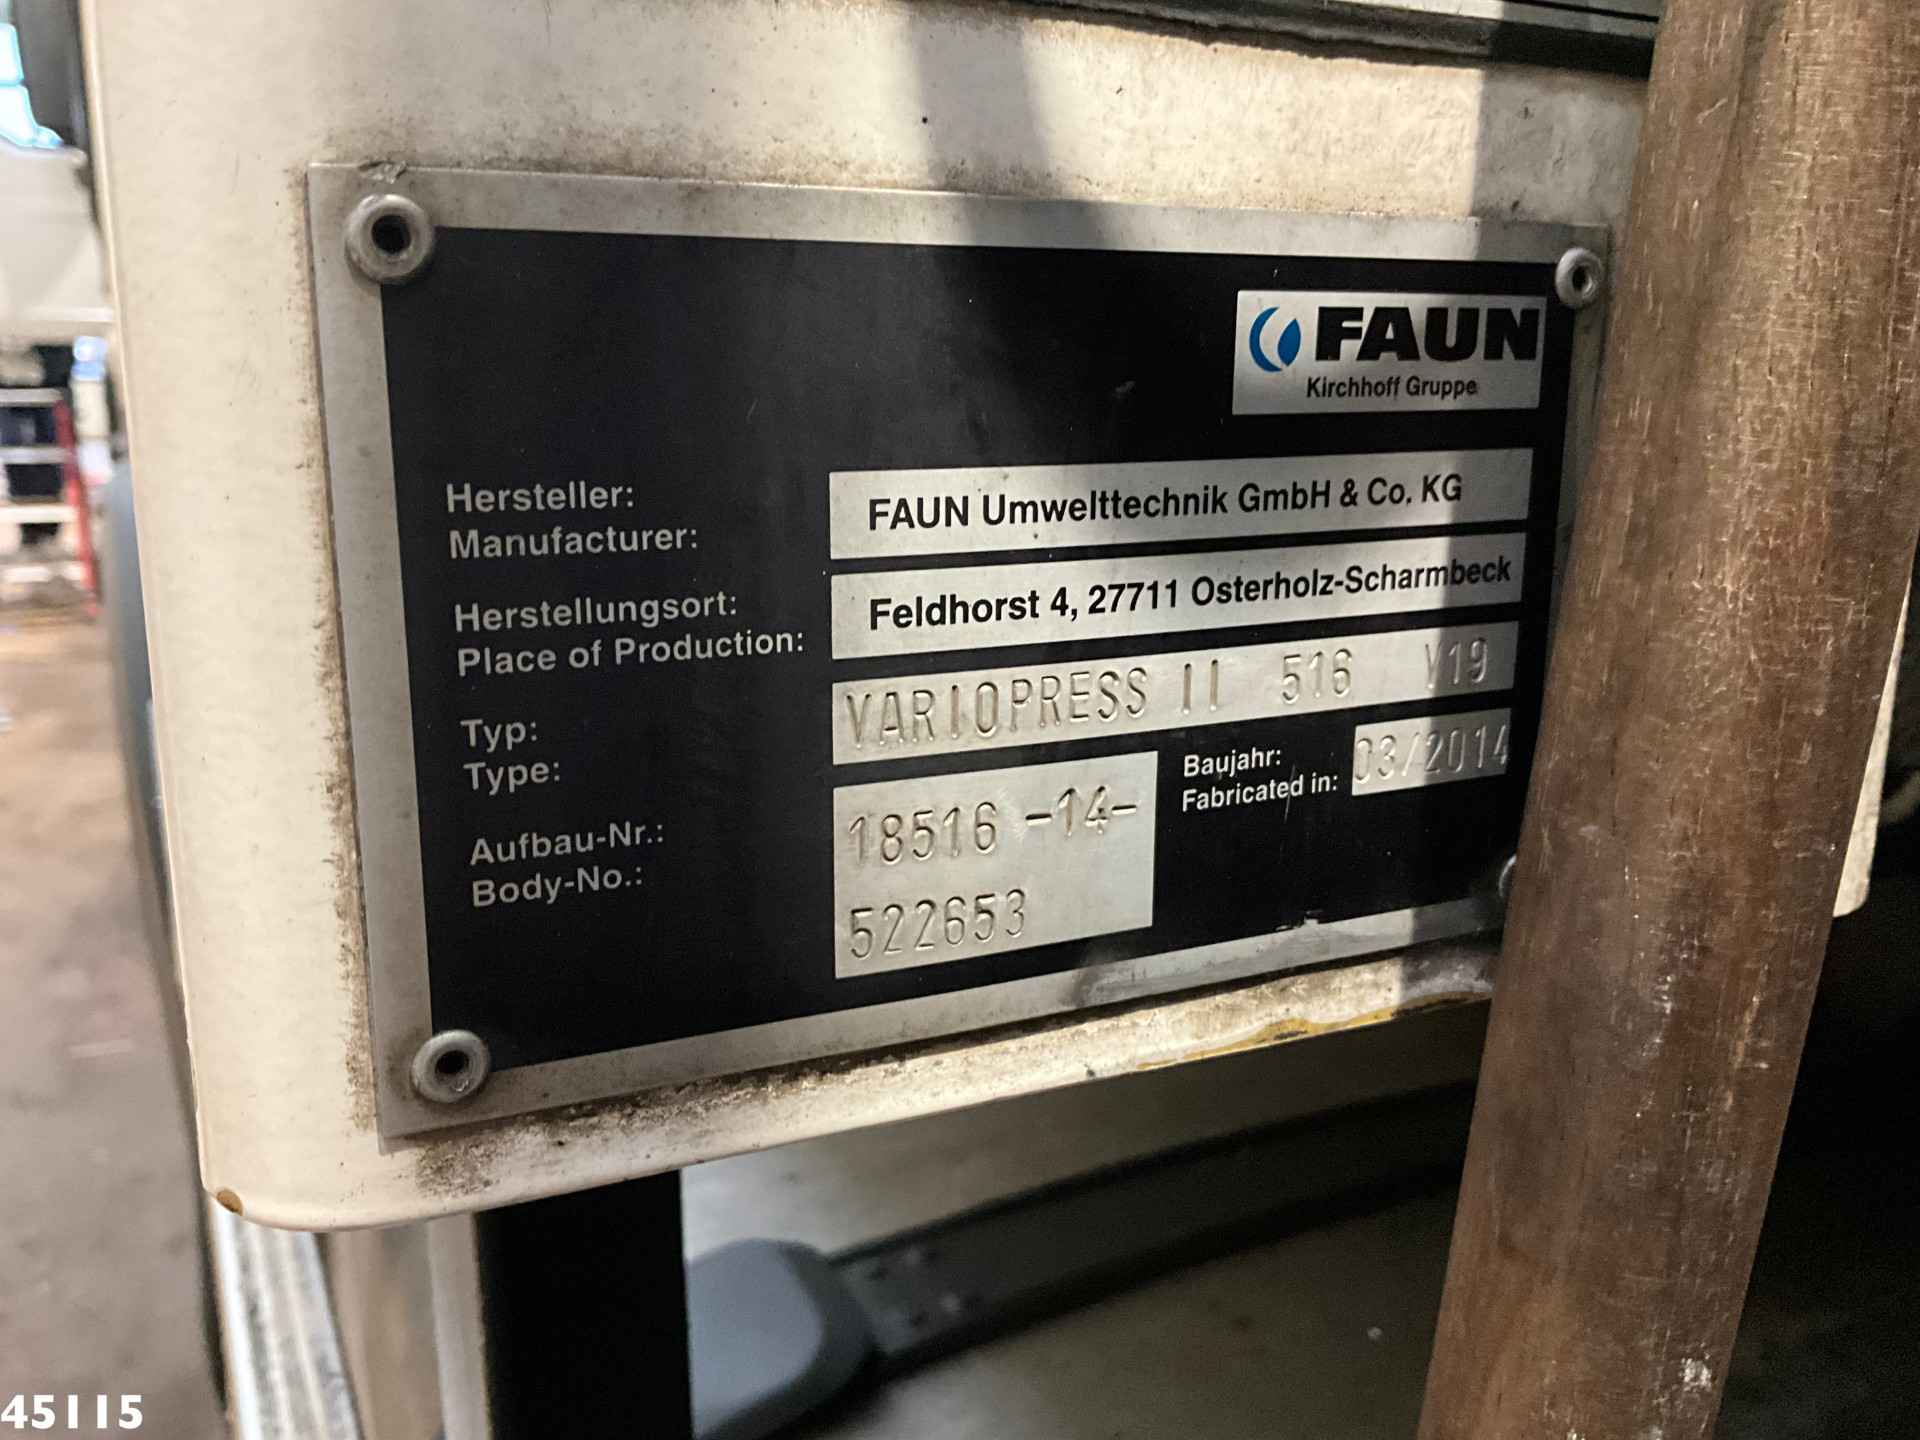 FAUN
Kirchhoff Gruppe
Hersteller:
Manufacturer:
FAUN Umwelttechnik GmbH & Co. KG
Herstellungsort:
Place of Production:
Feldhorst 4, 27711 Osterholz-Scharmbeck
Typ:
Type:
VARIOPRESS II 516 V19
Aufbau-Nr.:
Body-No.:
18516 -14-
522653
Baujahr:
Fabricated in:
03/2014
45115